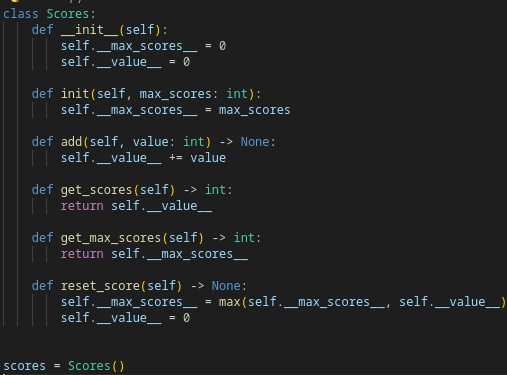 class Scores:
    def __init__(self):
        self.__max_scores__ = 0
        self.__value__ = 0

    def init(self, max_scores: int):
        self.__max_scores__ = max_scores

    def add(self, value: int) -> None:
        self.__value__ += value

    def get_scores(self) -> int:
        return self.__value__

    def get_max_scores(self) -> int:
        return self.__max_scores__

    def reset_score(self) -> None:
        self.__max_scores__ = max(self.__max_scores__, self.__value__)
        self.__value__ = 0


scores = Scores()